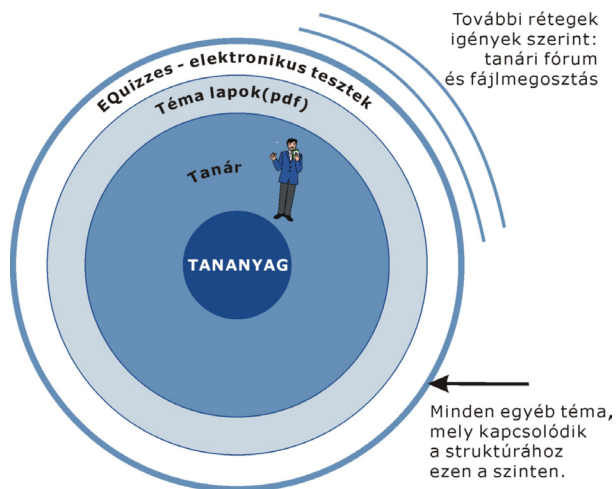 További rétegek
igények szerint:
tanári fórum
és fájlmegosztás
EQuizzes - elektronikus tesztek
Téma lapok(pdf)
Tanár
TANANYAG
Minden egyéb téma,
mely kapcsolódik
a struktúrához
ezen a szinten.